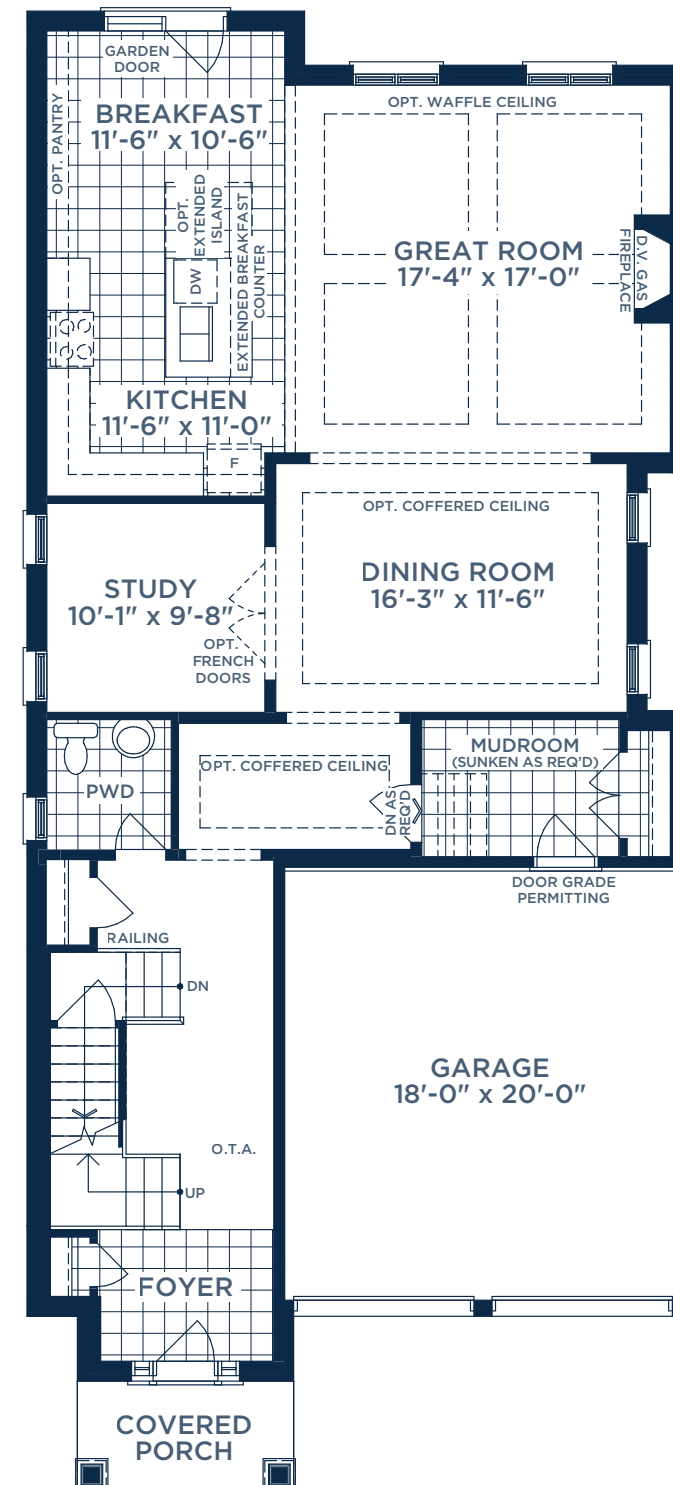 GARDEN
DOOR
BREAKFAST
11'-6" x 10'-6"
OPT. PANTRY
OPT. WAFFLE CEILING
OPT.
EXTENDED
ISLAND
EXTENDED BREAKFAST
COUNTER
DW
GREAT ROOM
17'-4" x 17'-0"
D.V. GAS
FIREPLACE
KITCHEN
11'-6" x 11'-0"
F
OPT. COFFERED CEILING
STUDY
10'-1" x 9'-8"
DINING ROOM
16'-3" x 11'-6"
OPT.
FRENCH
DOORS
PWD
OPT. COFFERED CEILING
DN AS
REQ'D
MUDROOM
(SUNKEN AS REQ'D)
DOOR GRADE
PERMITTING
RAILING
DN
GARAGE
18'-0" x 20'-0"
O.T.A.
UP
FOYER
COVERED
PORCH